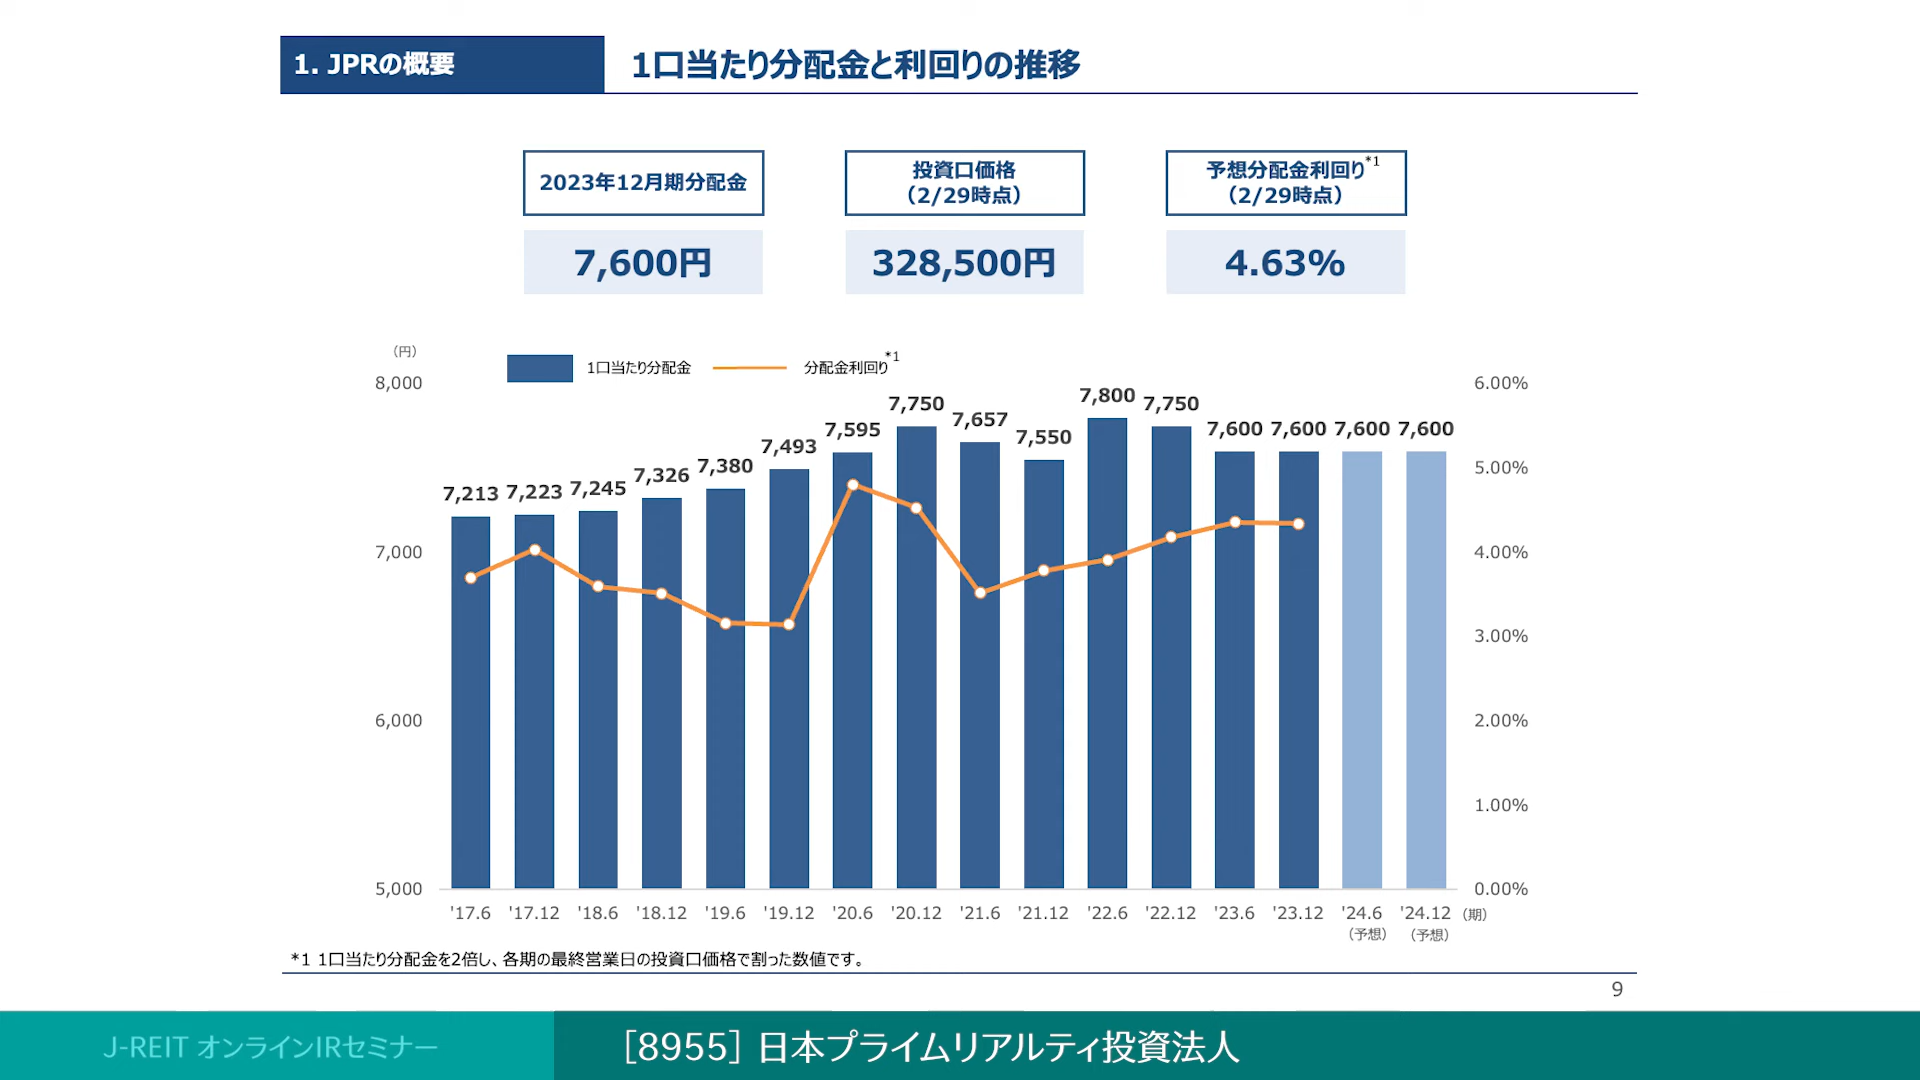 1. JPRの概要
1口当たり分配金と利回りの推移
2023年12月期分配金
7,600円
投資口価格
（2/29時点）
328,500円
予想分配金利回り*1
（2/29時点）
4.63%
（円）
1口当たり分配金
分配金利回り*1
8,000
7,000
6,000
5,000
6.00%
5.00%
4.00%
3.00%
2.00%
1.00%
0.00%
7,213 7,223 7,245 7,326 7,380 7,493 7,595 7,750 7,657 7,550 7,800 7,750 7,600 7,600 7,600 7,600
'17.6 '17.12 '18.6 '18.12 '19.6 '19.12 '20.6 '20.12 '21.6 '21.12 '22.6 '22.12 '23.6 '23.12 '24.6 '24.12 （期）
（予想） （予想）
*1 1口当たり分配金を2倍し、各期の最終営業日の投資口価格で割った数値です。
9
J-REIT オンラインIRセミナー
［8955］日本プライムリアルティ投資法人